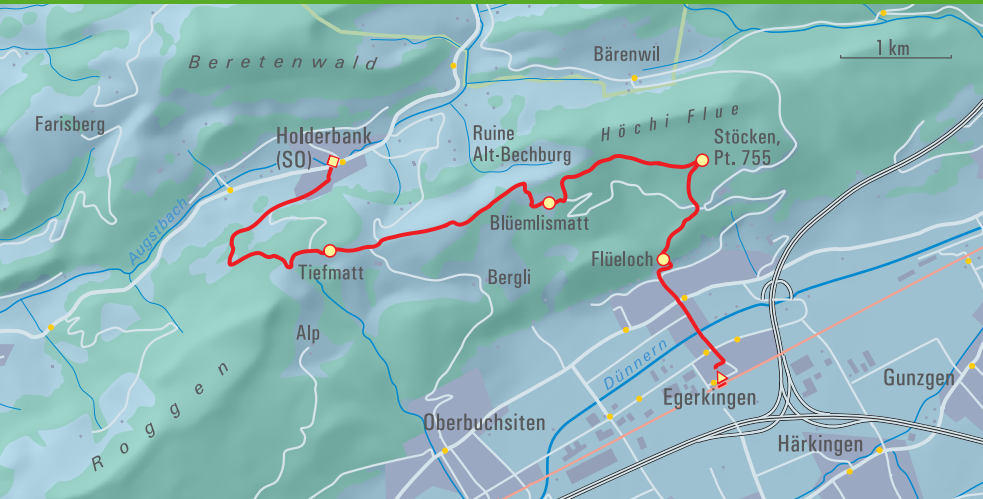 1 km
Bärenwil
Beretenwald
Farisberg
Höchi Flue
Holderbank
(SO)
Ruine
Alt-Bechburg
Stöcken,
Pt. 755
Augstbach
Blüemlismatt
Flüeloch
Tiefmatt
Bergli
Alp
Dünnern
Roggen
Egerkingen
Gunzgen
Oberbuchsiten
Härkingen